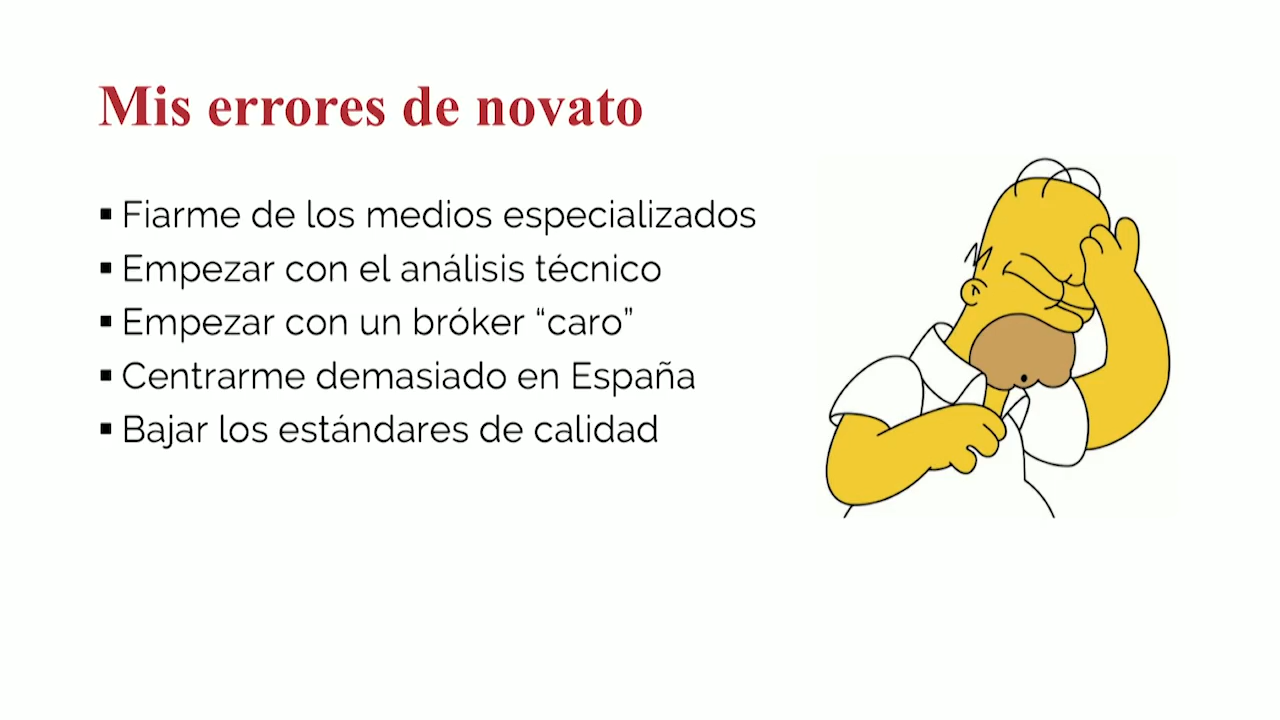 Mis errores de novato
▪ Fiarme de los medios especializados
▪ Empezar con el análisis técnico
▪ Empezar con un bróker “caro”
▪ Centrarme demasiado en España
▪ Bajar los estándares de calidad